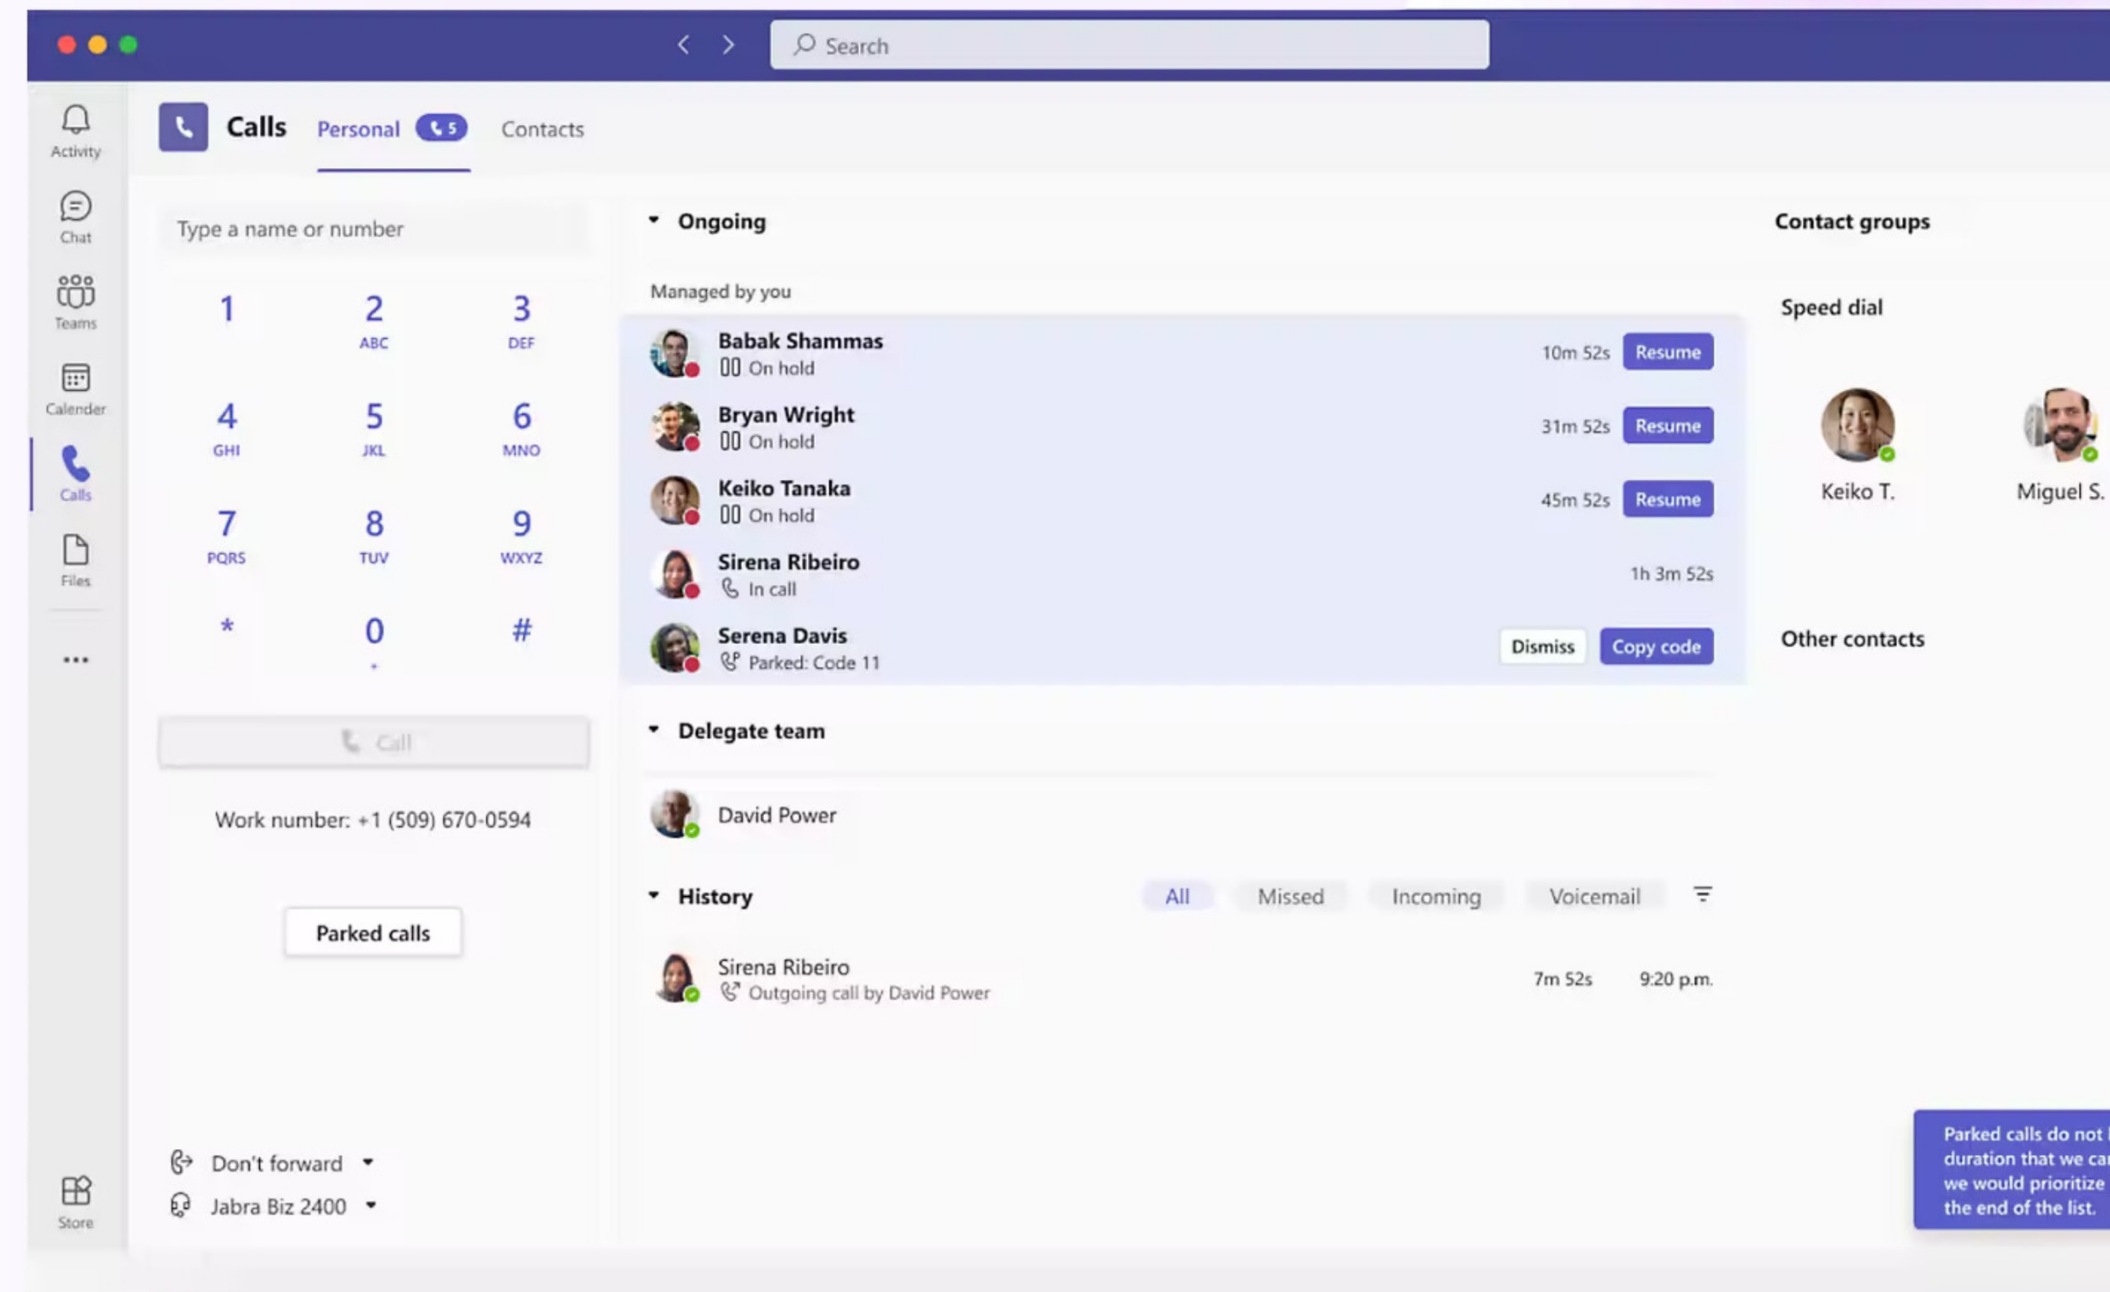 Search
Activity
Chat
Teams
Calender
Calls
Files
Store
Calls
Personal
5
Contacts
Type a name or number
1
2
ABC
3
DEF
4
GHI
5
JKL
6
MNO
7
PQRS
8
TUV
9
WXYZ
*
0
+
#
Call
Work number: +1 (509) 670-0594
Parked calls
Don't forward
Jabra Biz 2400
Ongoing
Managed by you
Babak Shammas
On hold
10m 52s
Resume
Bryan Wright
On hold
31m 52s
Resume
Keiko Tanaka
On hold
45m 52s
Resume
Sirena Ribeiro
In call
1h 3m 52s
Serena Davis
Parked: Code 11
Dismiss
Copy code
Delegate team
David Power
History
All
Missed
Incoming
Voicemail
Sirena Ribeiro
Outgoing call by David Power
7m 52s
9:20 p.m.
Contact groups
Speed dial
Keiko T.
Miguel S.
Other contacts
Parked calls do not
duration that we
we would prioritize
the end of the list.